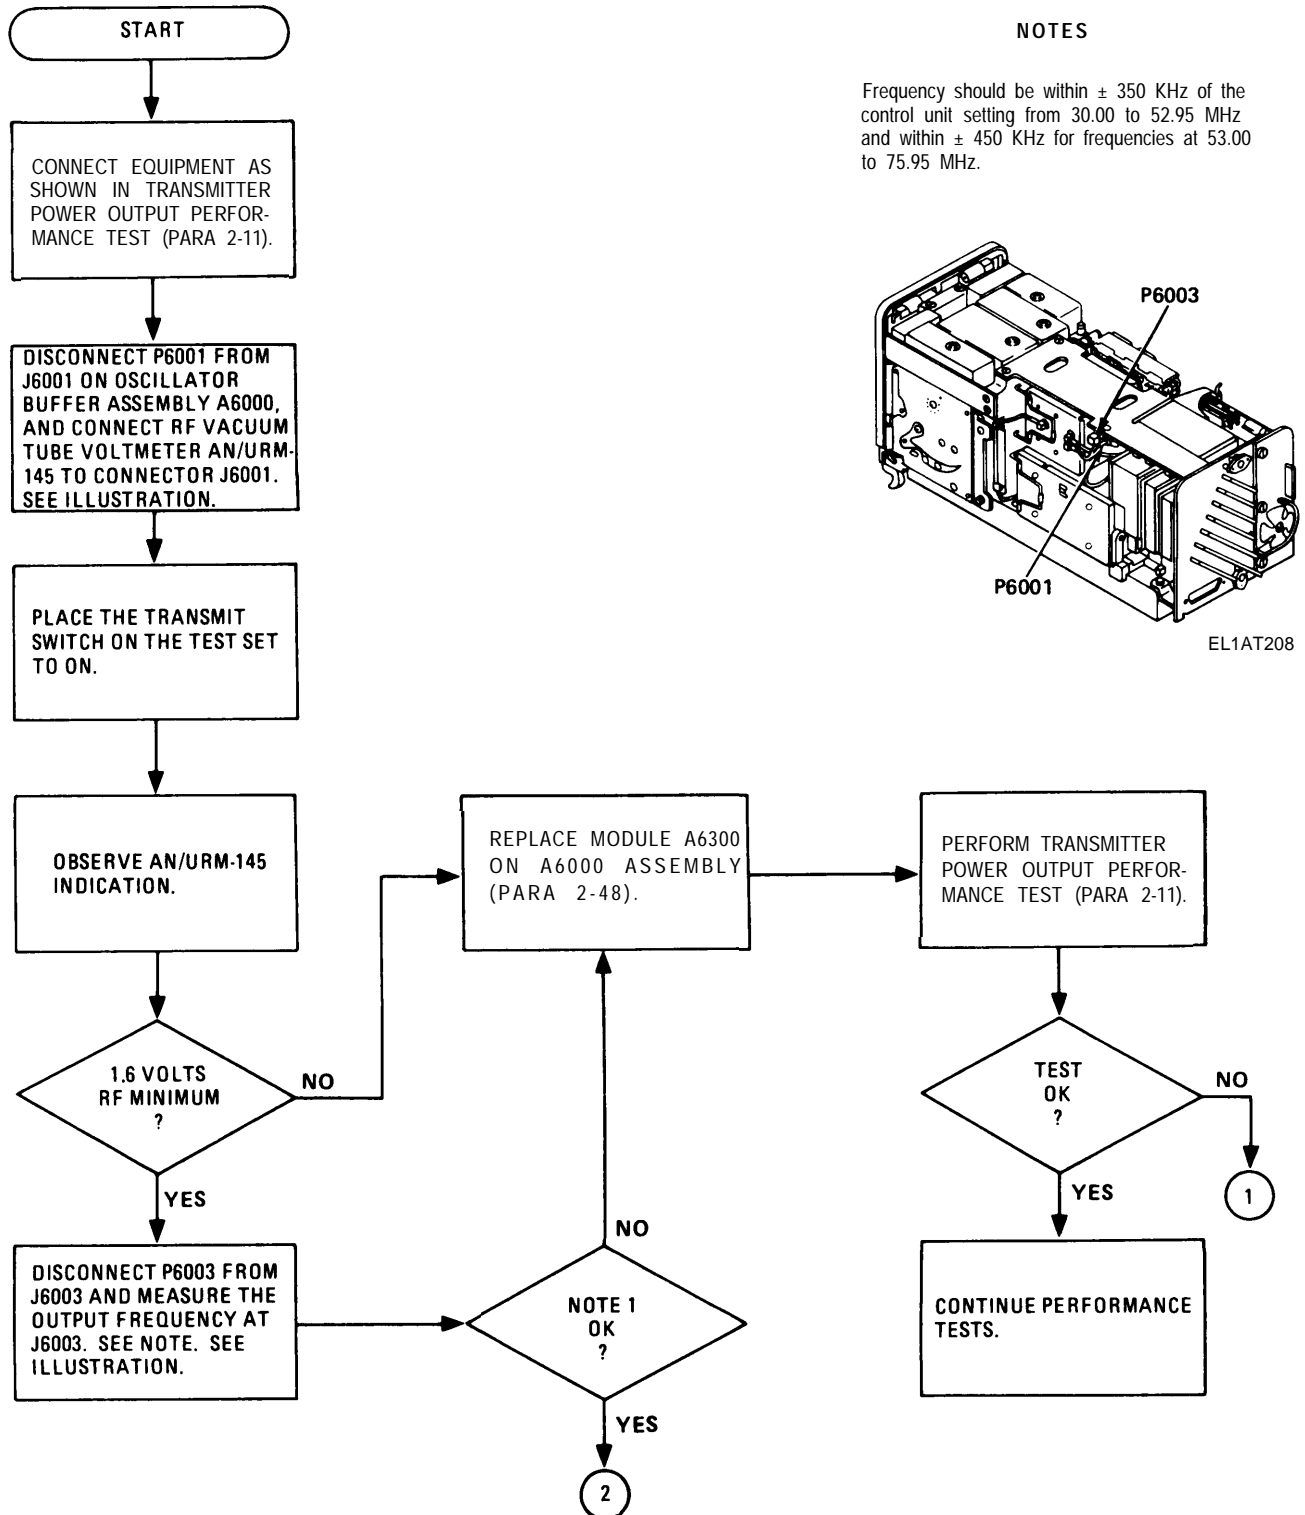 START
CONNECT EQUIPMENT AS
SHOWN IN TRANSMITTER
POWER OUTPUT PERFOR-
MANCE TEST (PARA 2-11).
DISCONNECT P6001 FROM
J6001 ON OSCILLATOR
BUFFER ASSEMBLY A6000,
AND CONNECT RF VACUUM
TUBE VOLTMETER AN/URM-
145 TO CONNECTOR J6001.
SEE ILLUSTRATION.
PLACE THE TRANSMIT
SWITCH ON THE TEST SET
TO ON.
OBSERVE AN/URM-145
INDICATION.
1.6 VOLTS
RF MINIMUM
?
NO
YES
DISCONNECT P6003 FROM
J6003 AND MEASURE THE
OUTPUT FREQUENCY AT
J6003. SEE NOTE. SEE
ILLUSTRATION.
REPLACE MODULE A6300
ON A6000 ASSEMBLY
(PARA 2-48).
NO
NOTE 1
OK
?
YES
2
PERFORM TRANSMITTER
POWER OUTPUT PERFOR-
MANCE TEST (PARA 2-11).
TEST
OK
?
NO
1
YES
CONTINUE PERFORMANCE
TESTS.
NOTES
Frequency should be within ± 350 KHz of the
control unit setting from 30.00 to 52.95 MHz
and within ± 450 KHz for frequencies at 53.00
to 75.95 MHz.
P6003
P6001
EL1AT208